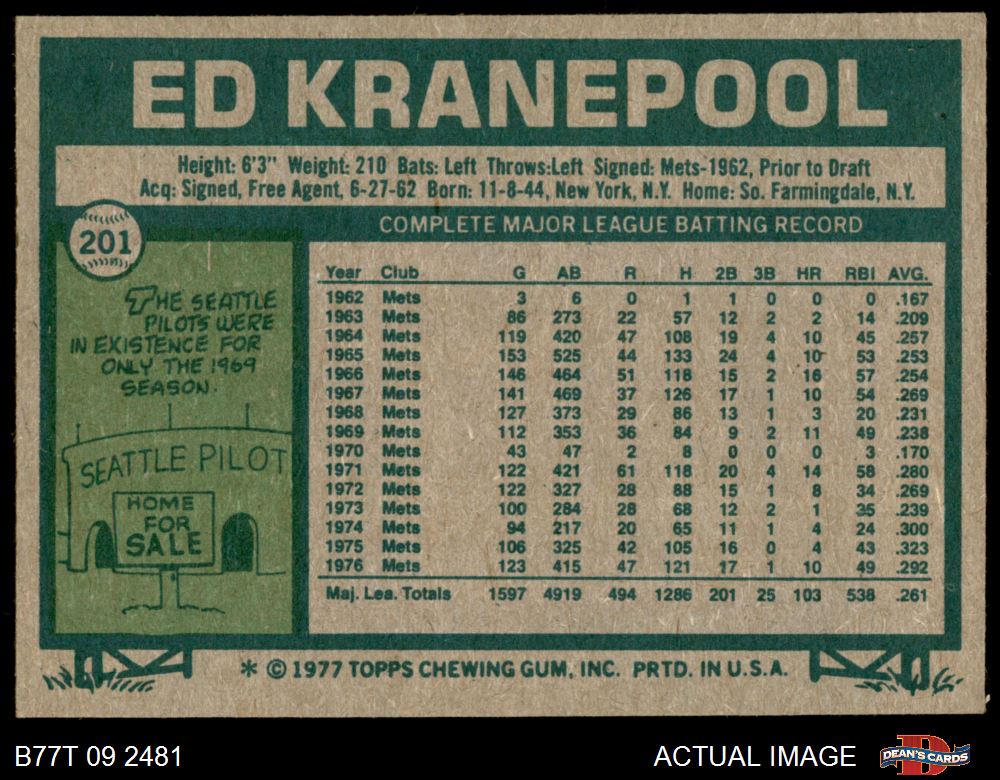 ED KRANEPOOL
Height: 6'3" Weight: 210 Bats: Left Throws:Left Signed: Mets-1962, Prior to Draft
Acq: Signed, Free Agent, 6-27-62 Born: 11-8-44, New York, N.Y. Home: So. Farmingdale, N.Y.
201
COMPLETE MAJOR LEAGUE BATTING RECORD
THE SEATTLE
PILOTS WERE
IN EXISTENCE FOR
ONLY THE 1969
SEASON.
SEATTLE PILOT
HOME
FOR
SALE
Year Club G AB R H 2B 3B HR RBI AVG.
1962 Mets 3 6 0 1 1 0 0 0 .167
1963 Mets 86 273 22 57 12 2 2 14 .209
1964 Mets 119 420 47 108 19 4 10 45 .257
1965 Mets 153 525 44 133 24 4 10 53 .253
1966 Mets 146 464 51 118 15 2 16 57 .254
1967 Mets 141 469 37 126 17 1 10 54 .269
1968 Mets 127 373 29 86 13 1 3 20 .231
1969 Mets 112 353 36 84 9 2 11 49 .238
1970 Mets 43 47 2 8 0 0 0 3 .170
1971 Mets 122 421 61 118 20 4 14 58 .280
1972 Mets 122 327 28 88 15 1 8 34 .269
1973 Mets 100 284 28 68 12 2 1 35 .239
1974 Mets 94 217 20 65 11 1 4 24 .300
1975 Mets 106 325 42 105 16 0 4 43 .323
1976 Mets 123 415 47 121 17 1 10 49 .292
Maj. Lea. Totals 1597 4919 494 1286 201 25 103 538 .261
* © 1977 TOPPS CHEWING GUM, INC. PRTD. IN U.S.A.
B77T 09 2481
ACTUAL IMAGE
D
DEAN'S CARDS